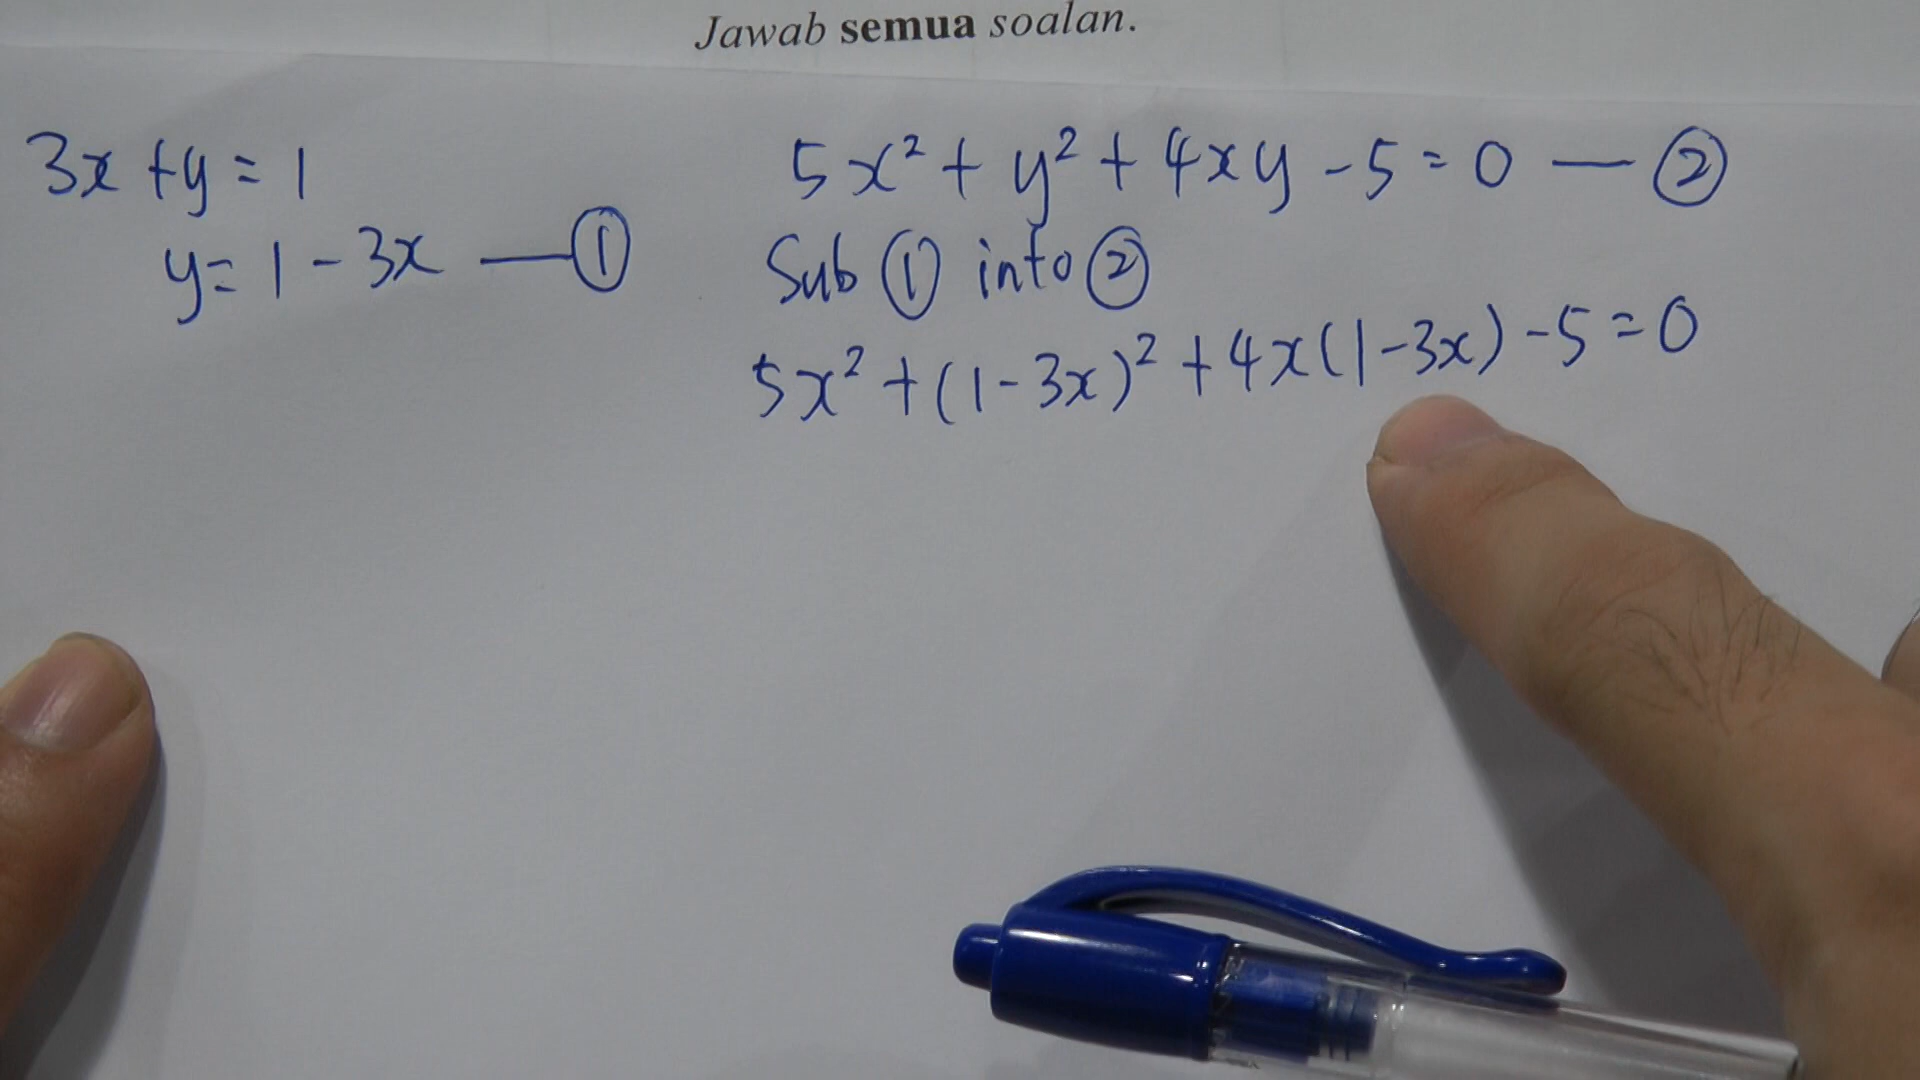 Jawab semua soalan.
3x + y = 1
y = 1 - 3x — ①
5x² + y² + 4xy - 5 = 0 — ②
Sub ① into ②
5x² + (1 - 3x)² + 4x(1 - 3x) - 5 = 0